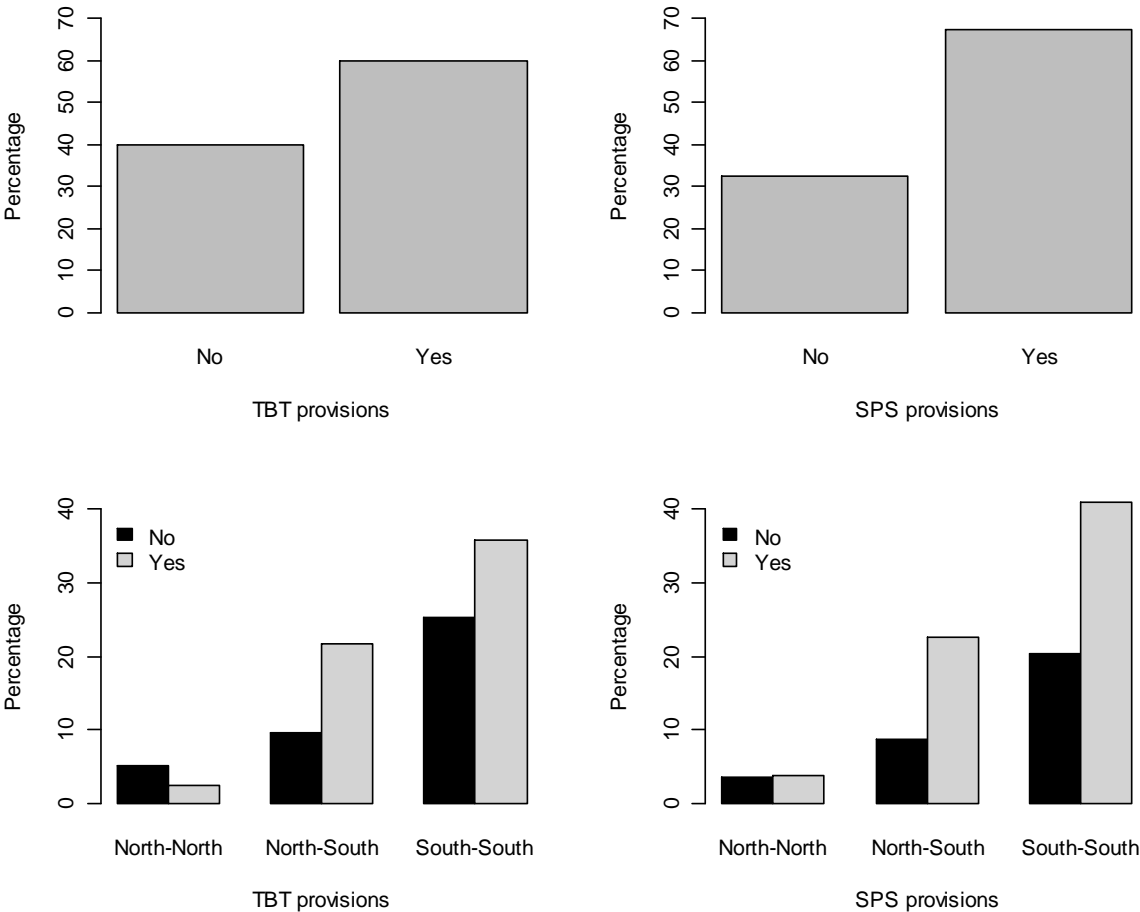 Percentage
0 10 20 30 40 50 60 70
No Yes
TBT provisions
Percentage
0 10 20 30 40 50 60 70
No Yes
SPS provisions
Percentage
0 10 20 30 40
No
Yes
North-North North-South South-South
TBT provisions
Percentage
0 10 20 30 40
No
Yes
North-North North-South South-South
SPS provisions